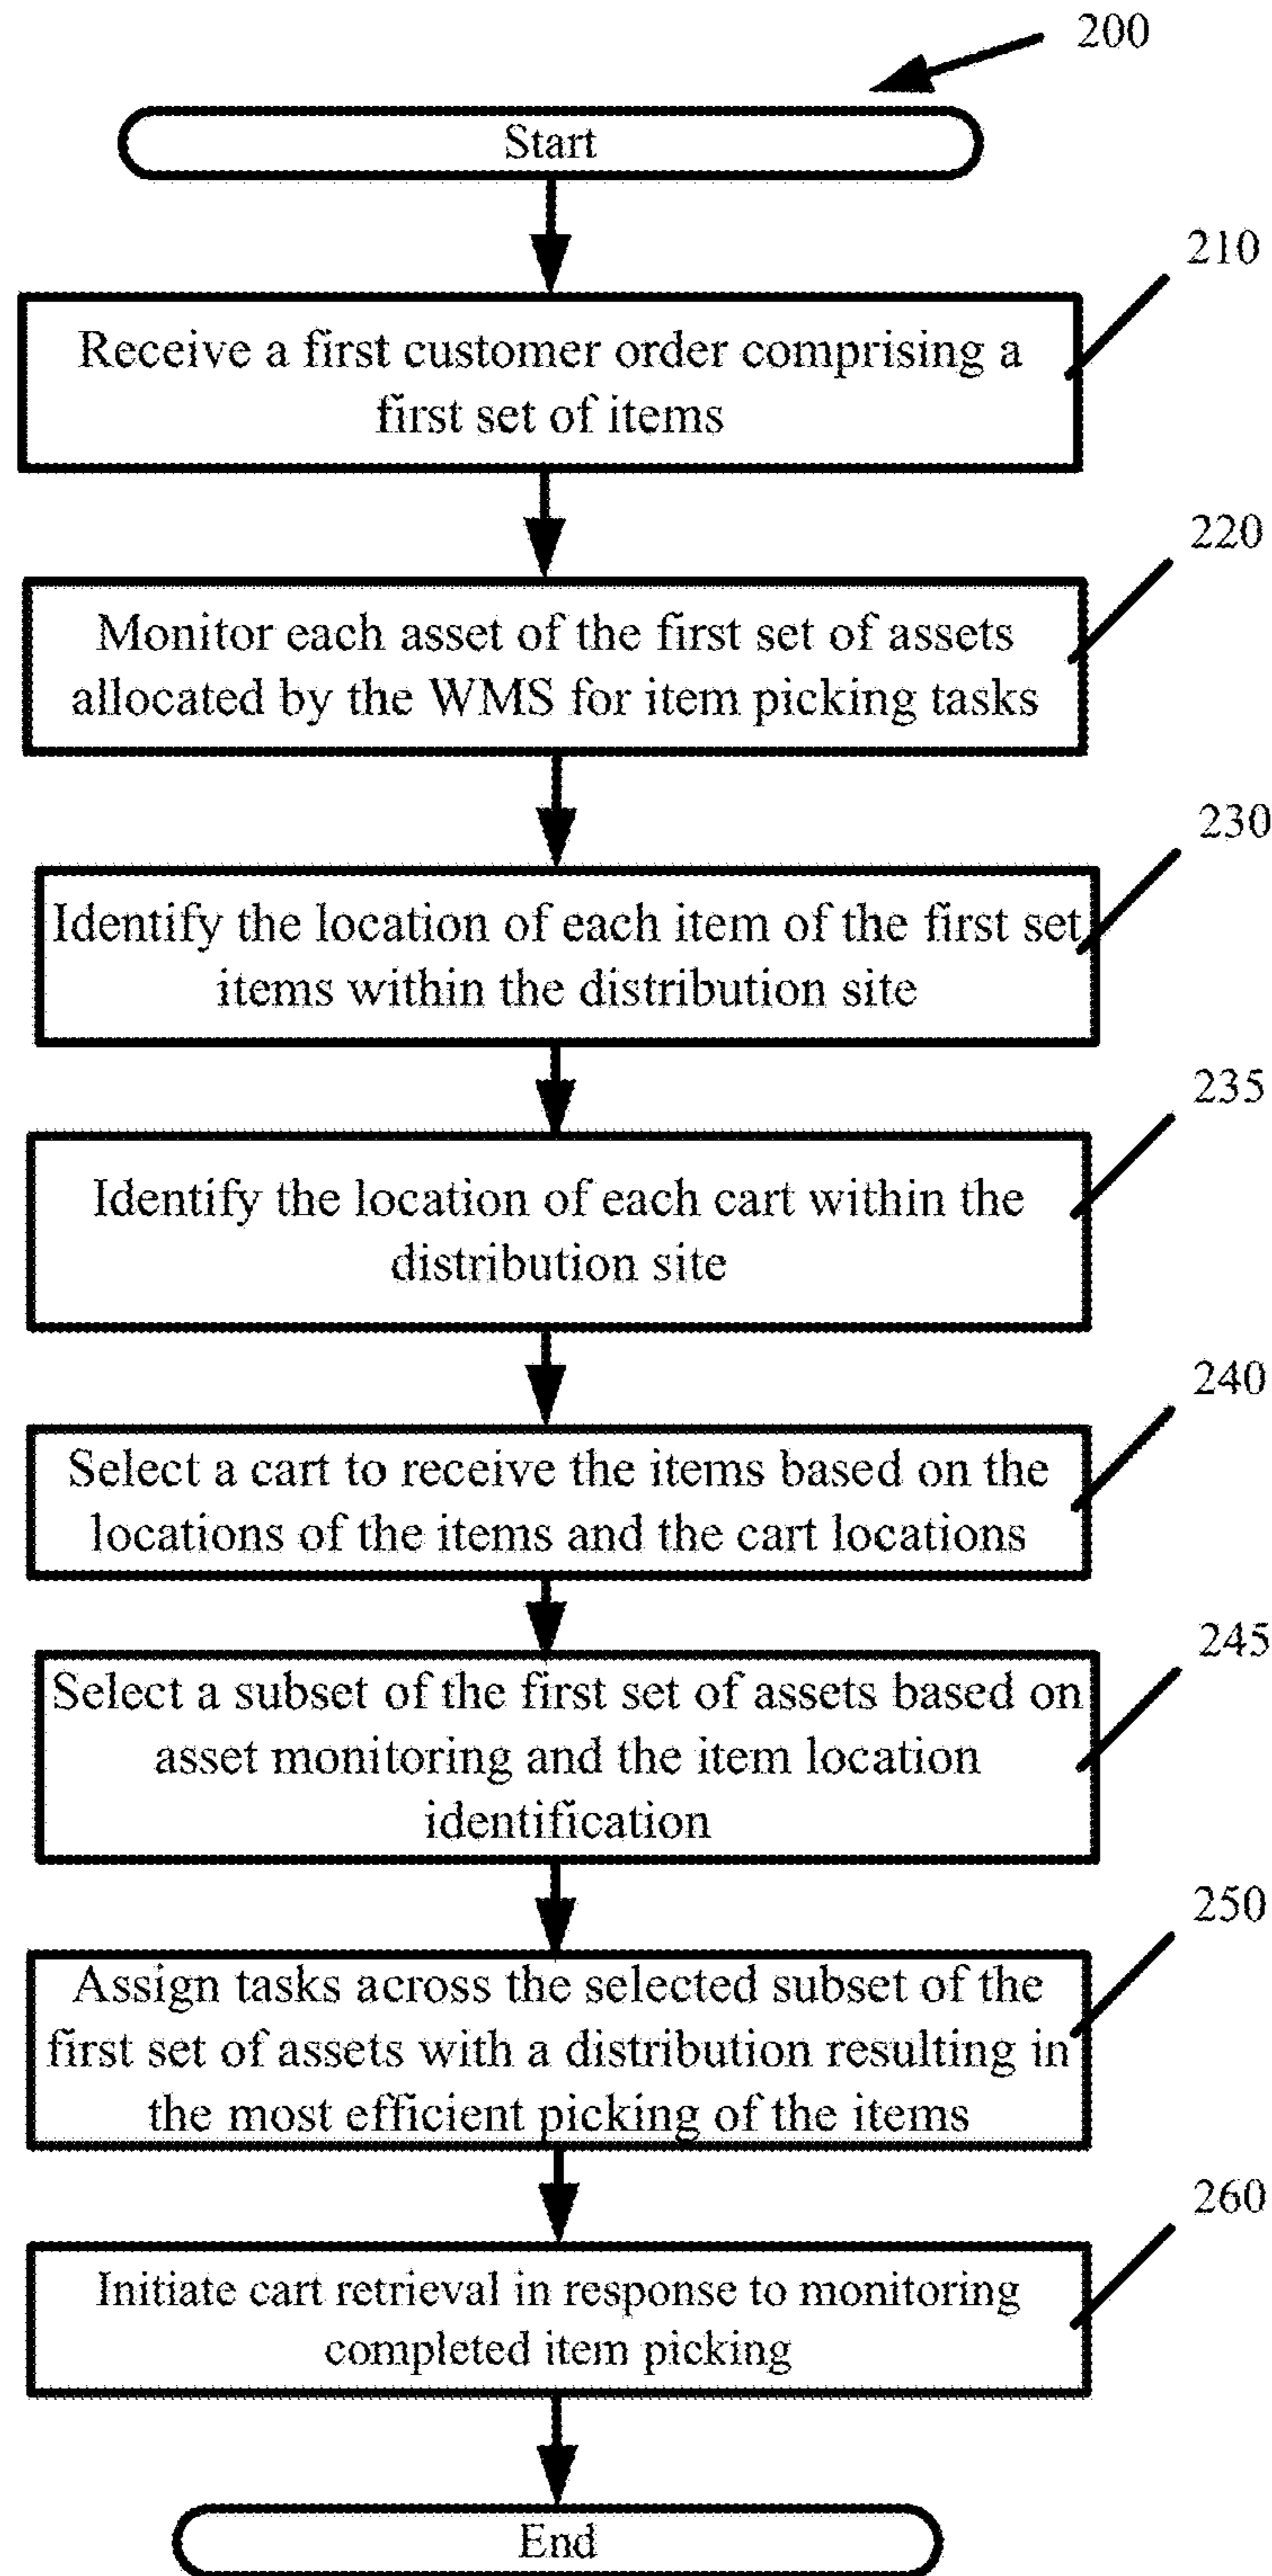 200
Start
210
Receive a first customer order comprising a
first set of items
220
Monitor each asset of the first set of assets
allocated by the WMS for item picking tasks
230
Identify the location of each item of the first set
items within the distribution site
235
Identify the location of each cart within the
distribution site
240
Select a cart to receive the items based on the
locations of the items and the cart locations
245
Select a subset of the first set of assets based on
asset monitoring and the item location
identification
250
Assign tasks across the selected subset of the
first set of assets with a distribution resulting in
the most efficient picking of the items
260
Initiate cart retrieval in response to monitoring
completed item picking
End